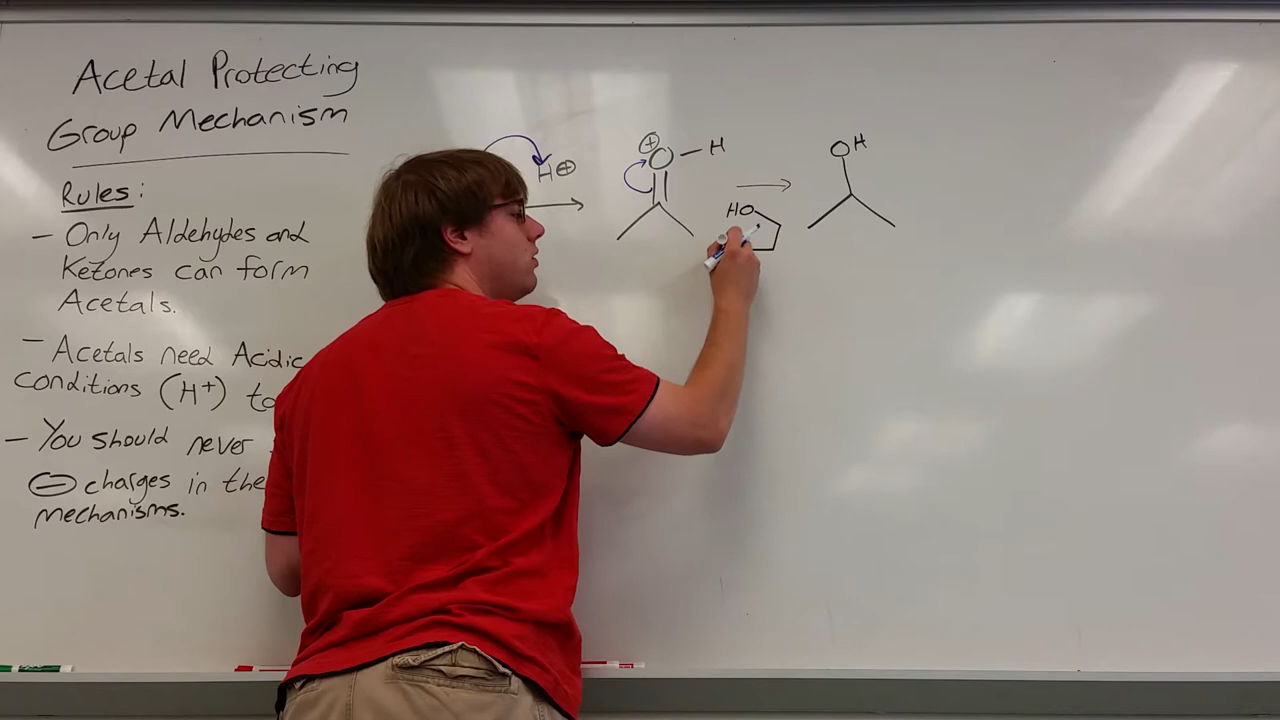 Acetal Protecting
Group Mechanism
Rules:
- Only Aldehydes and
Ketones can form
Acetals.
- Acetals need Acidic
conditions (H+) to
- You should never
⊖ charges in the
mechanisms.
H⊕
⊕
O-H
HO
OH